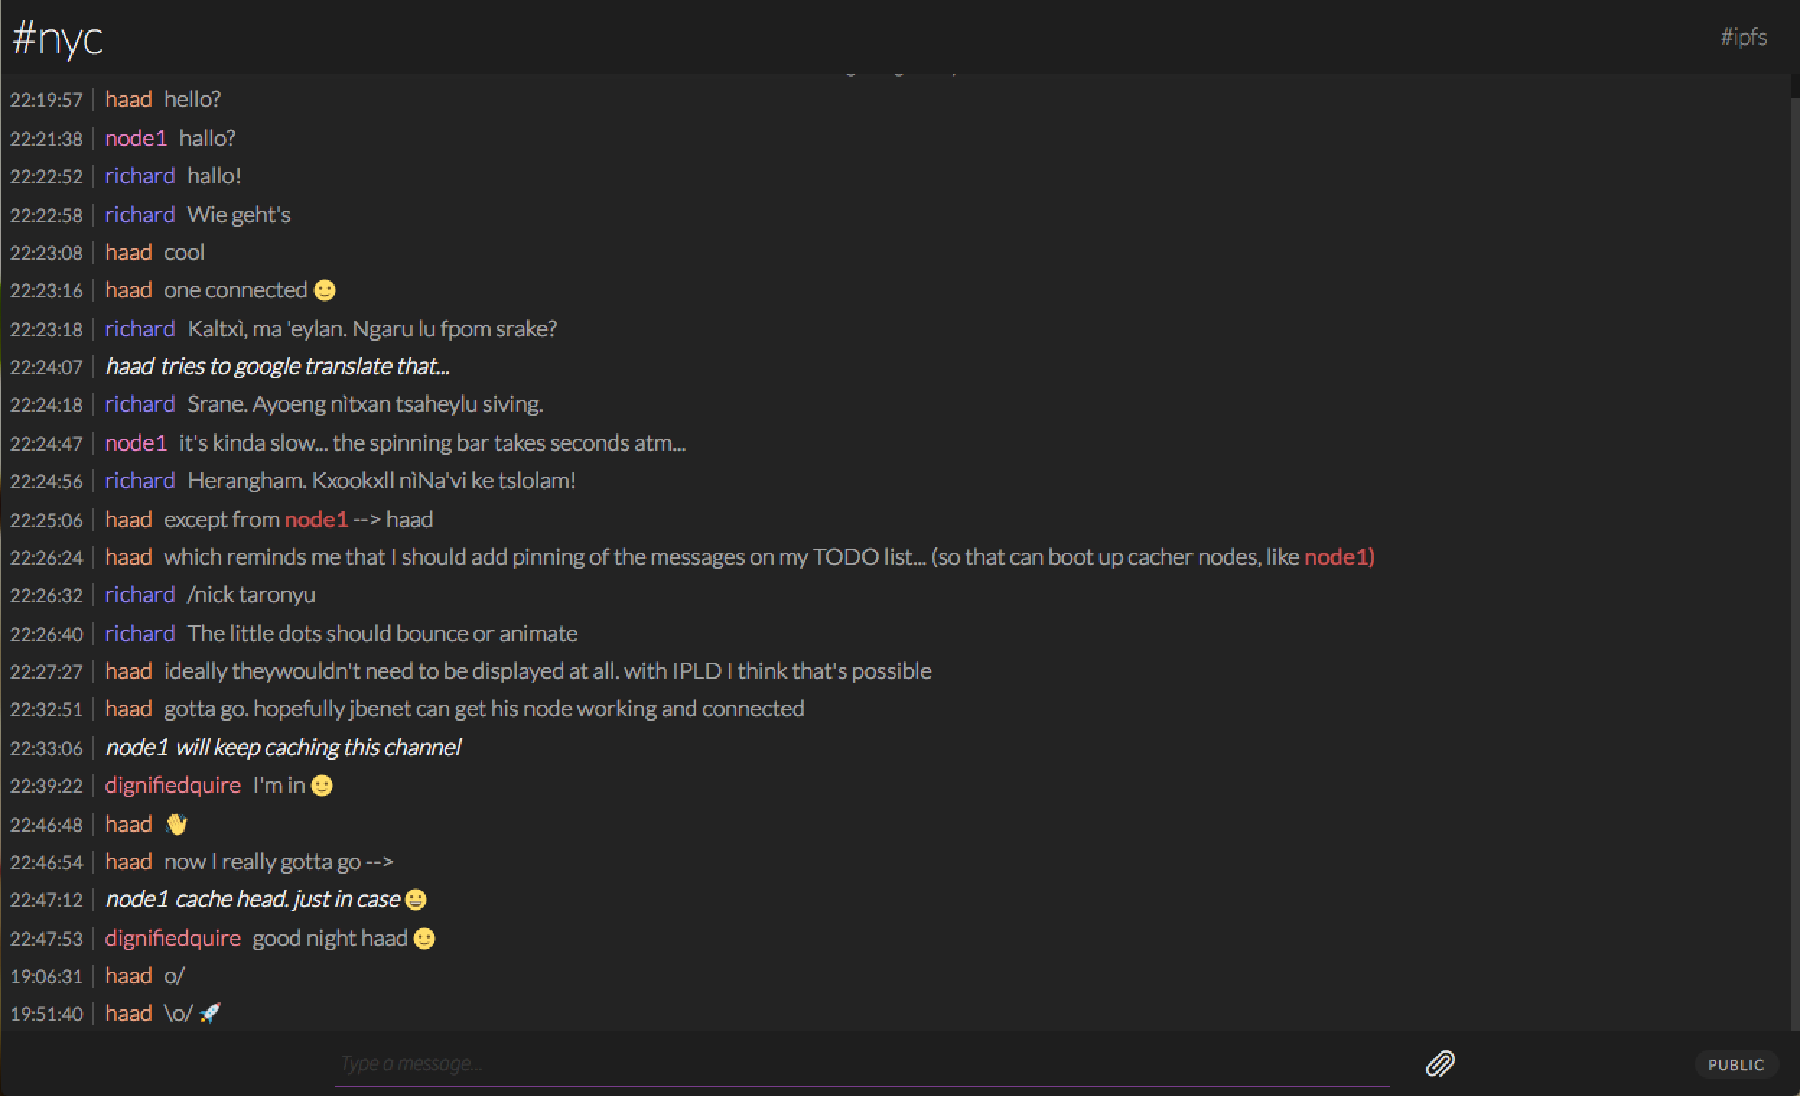 #nyc
#ipfs
22:19:57 | haad hello?
22:21:38 | node1 hallo?
22:22:52 | richard hallo!
22:22:58 | richard Wie geht's
22:23:08 | haad cool
22:23:16 | haad one connected 🙂
22:23:18 | richard Kaltxì, ma 'eylan. Ngaru lu fpom srake?
22:24:07 | haad tries to google translate that...
22:24:18 | richard Srane. Ayoeng nìtxan tsaheylu siving.
22:24:47 | node1 it's kinda slow... the spinning bar takes seconds atm...
22:24:56 | richard Herangham. Kxookxll nìNa'vi ke tslolam!
22:25:06 | haad except from node1 --> haad
22:26:24 | haad which reminds me that I should add pinning of the messages on my TODO list... (so that can boot up cacher nodes, like node1)
22:26:32 | richard /nick taronyu
22:26:40 | richard The little dots should bounce or animate
22:27:27 | haad ideally theywouldn't need to be displayed at all. with IPLD I think that's possible
22:32:51 | haad gotta go. hopefully jbenet can get his node working and connected
22:33:06 | node1 will keep caching this channel
22:39:22 | dignifiedquire I'm in 🙂
22:46:48 | haad 👋
22:46:54 | haad now I really gotta go -->
22:47:12 | node1 cache head. just in case 😀
22:47:53 | dignifiedquire good night haad 🙂
19:06:31 | haad o/
19:51:40 | haad \o/ 🚀
Type a message...
PUBLIC